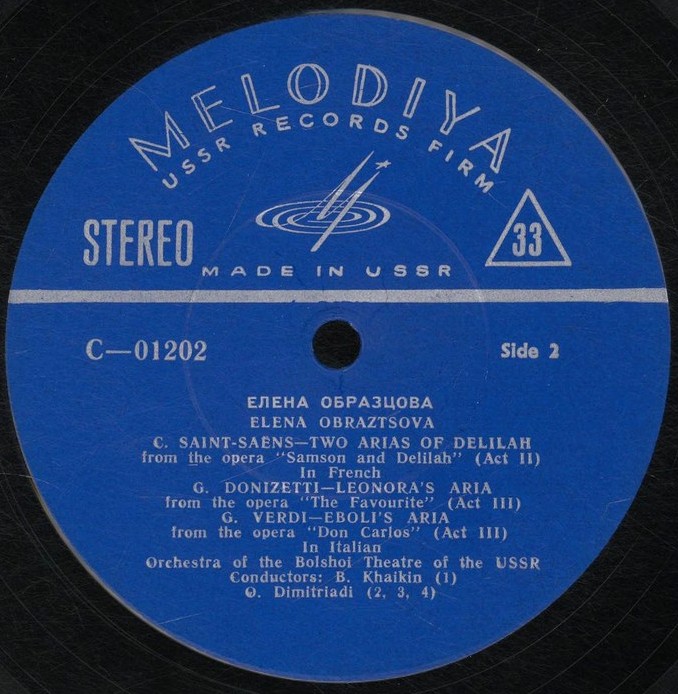 MELODIYA
USSR RECORDS FIRM
STEREO
33
MADE IN USSR
C—01202
Side 2
ЕЛЕНА ОБРАЗЦОВА
ELENA OBRAZTSOVA
C. SAINT-SAENS—TWO ARIAS OF DELILAH
from the opera "Samson and Delilah" (Act II)
In French
G. DONIZETTI—LEONORA'S ARIA
from the opera "The Favourite" (Act III)
G. VERDI—EBOLI'S ARIA
from the opera "Don Carlos" (Act III)
In Italian
Orchestra of the Bolshoi Theatre of the USSR
Conductors: B. Khaikin (1)
O. Dimitriadi (2, 3, 4)